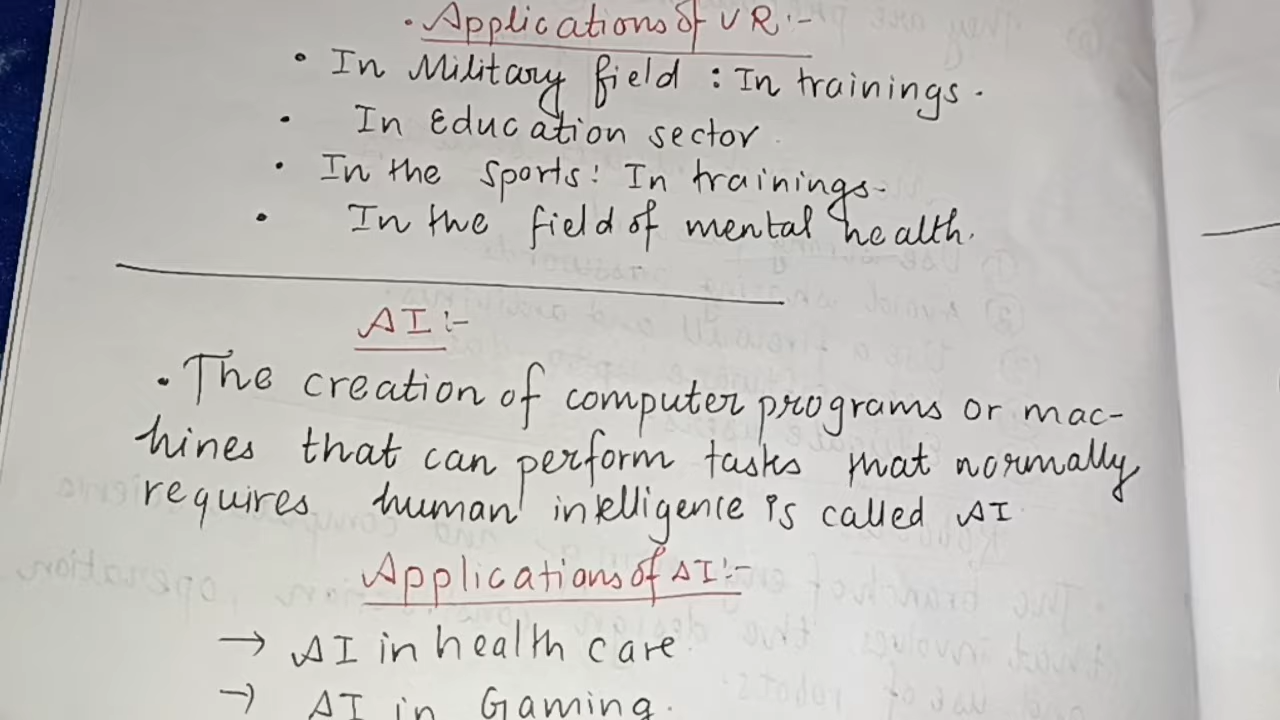 . Applications of VR :-
• In Military field : In trainings.
• In Education sector.
• In the sports: In trainings-
• In the field of mental health.
AI :-
. The creation of computer programs or mac-
hines that can perform tasks that normally
requires human intelligence is called AI
Applications of AI :-
→ AI in health care
→ AI in Gaming.